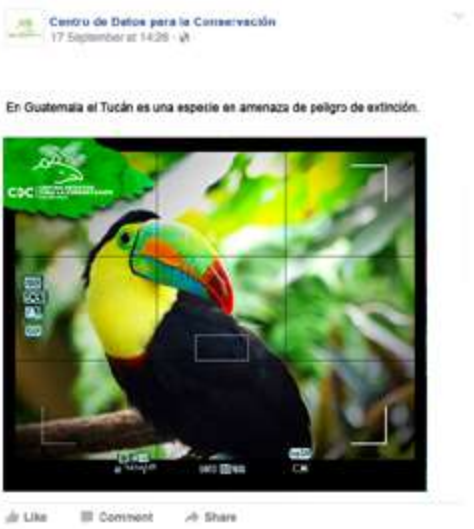 Centro de Datos para la Conservación
17 September at 14:28
En Guatemala el Tucán es una especie en amenaza de peligro de extinción.
CDC
Like Comment Share